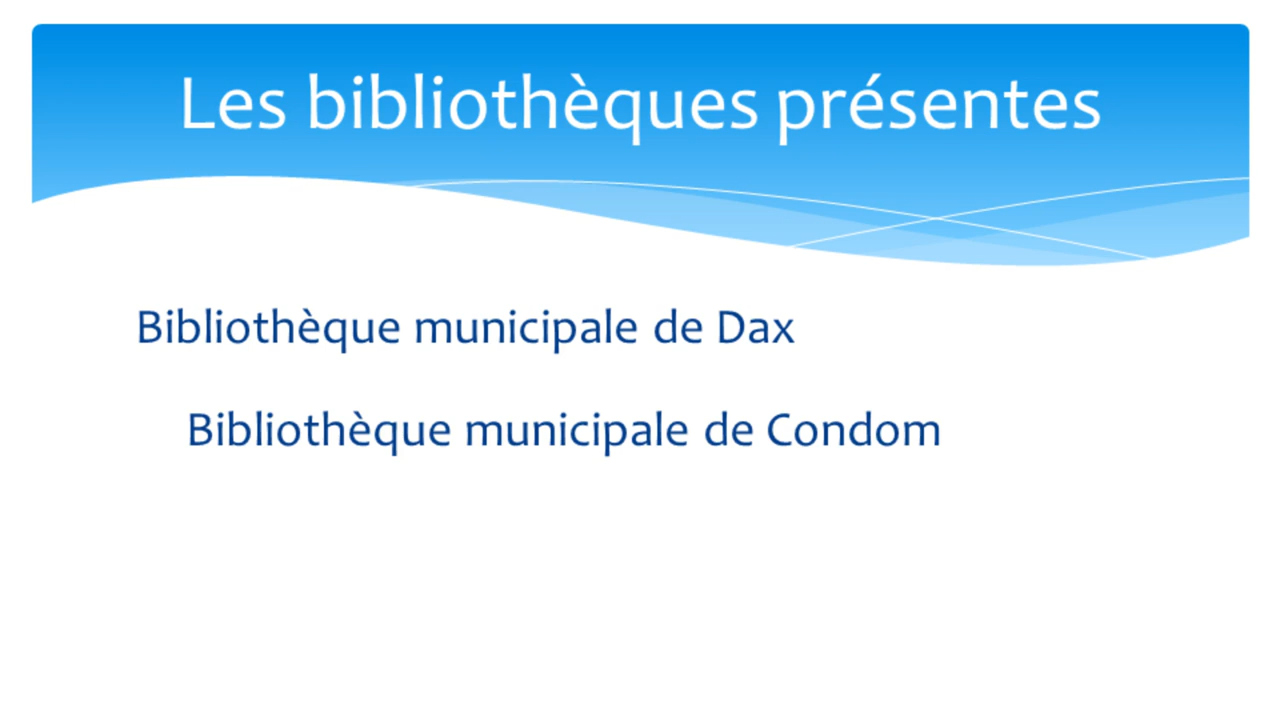 Les bibliothèques présentes
Bibliothèque municipale de Dax
Bibliothèque municipale de Condom